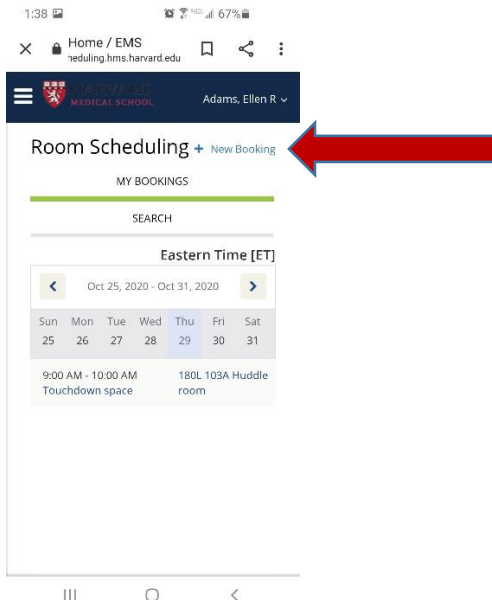 1:38 67%
Home / EMS
heduling.hms.harvard.edu
HARVARD
MEDICAL SCHOOL
Adams, Ellen R
Room Scheduling + New Booking
MY BOOKINGS
SEARCH
Eastern Time [ET]
Oct 25, 2020 - Oct 31, 2020
Sun Mon Tue Wed Thu Fri Sat
25 26 27 28 29 30 31
9:00 AM - 10:00 AM 180L 103A Huddle
Touchdown space room